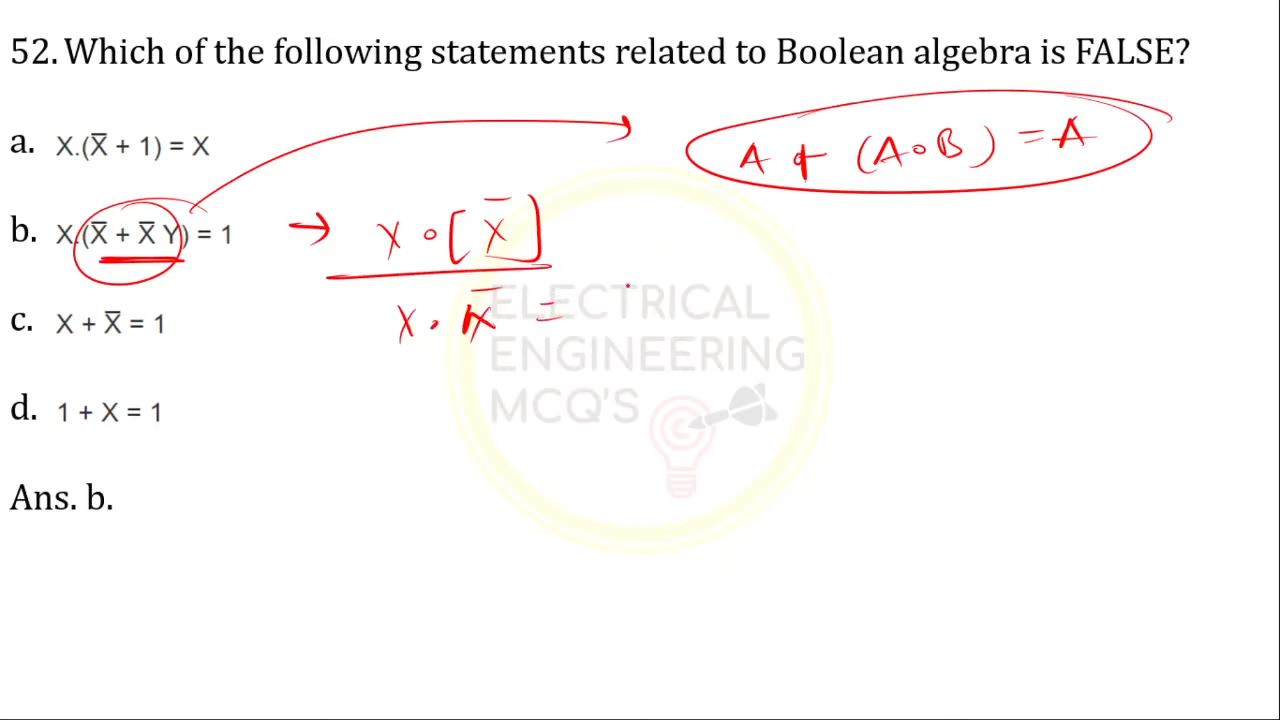 52. Which of the following statements related to Boolean algebra is FALSE?
a. X.(X̅ + 1) = X
A + (A∘B) = A
b. X.(X̅ + X̅ Y) = 1 → X ∘ [X̅]
X . X̅ =
c. X + X̅ = 1
d. 1 + X = 1
Ans. b.
ELECTRICAL
ENGINEERING
MCQ'S